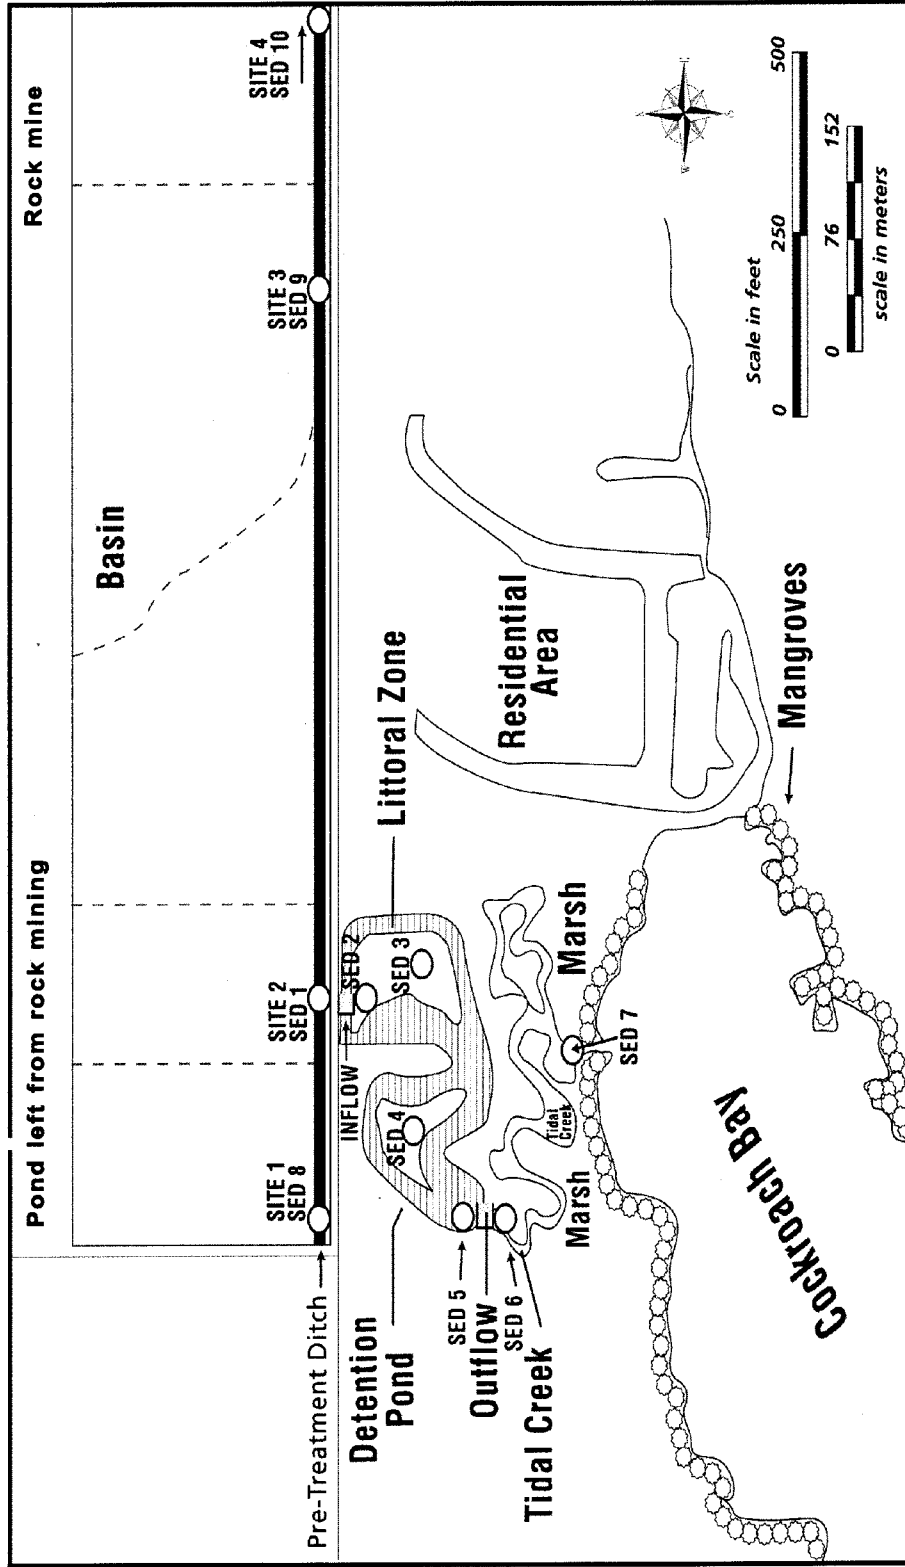 Pond left from rock mining
Rock mine
Basin
SITE 1
SED 8
SITE 2
SED 1
SITE 3
SED 9
SITE 4
SED 10
Pre-Treatment Ditch
INFLOW
SED 2
SED 3
SED 4
Littoral Zone
Detention
Pond
SED 5
Outflow
SED 6
Tidal Creek
Tidal
Creek
Marsh
Marsh
SED 7
Residential
Area
Mangroves
Cockroach Bay
N
S
W
Scale in feet
0
250
500
0
76
152
scale in meters